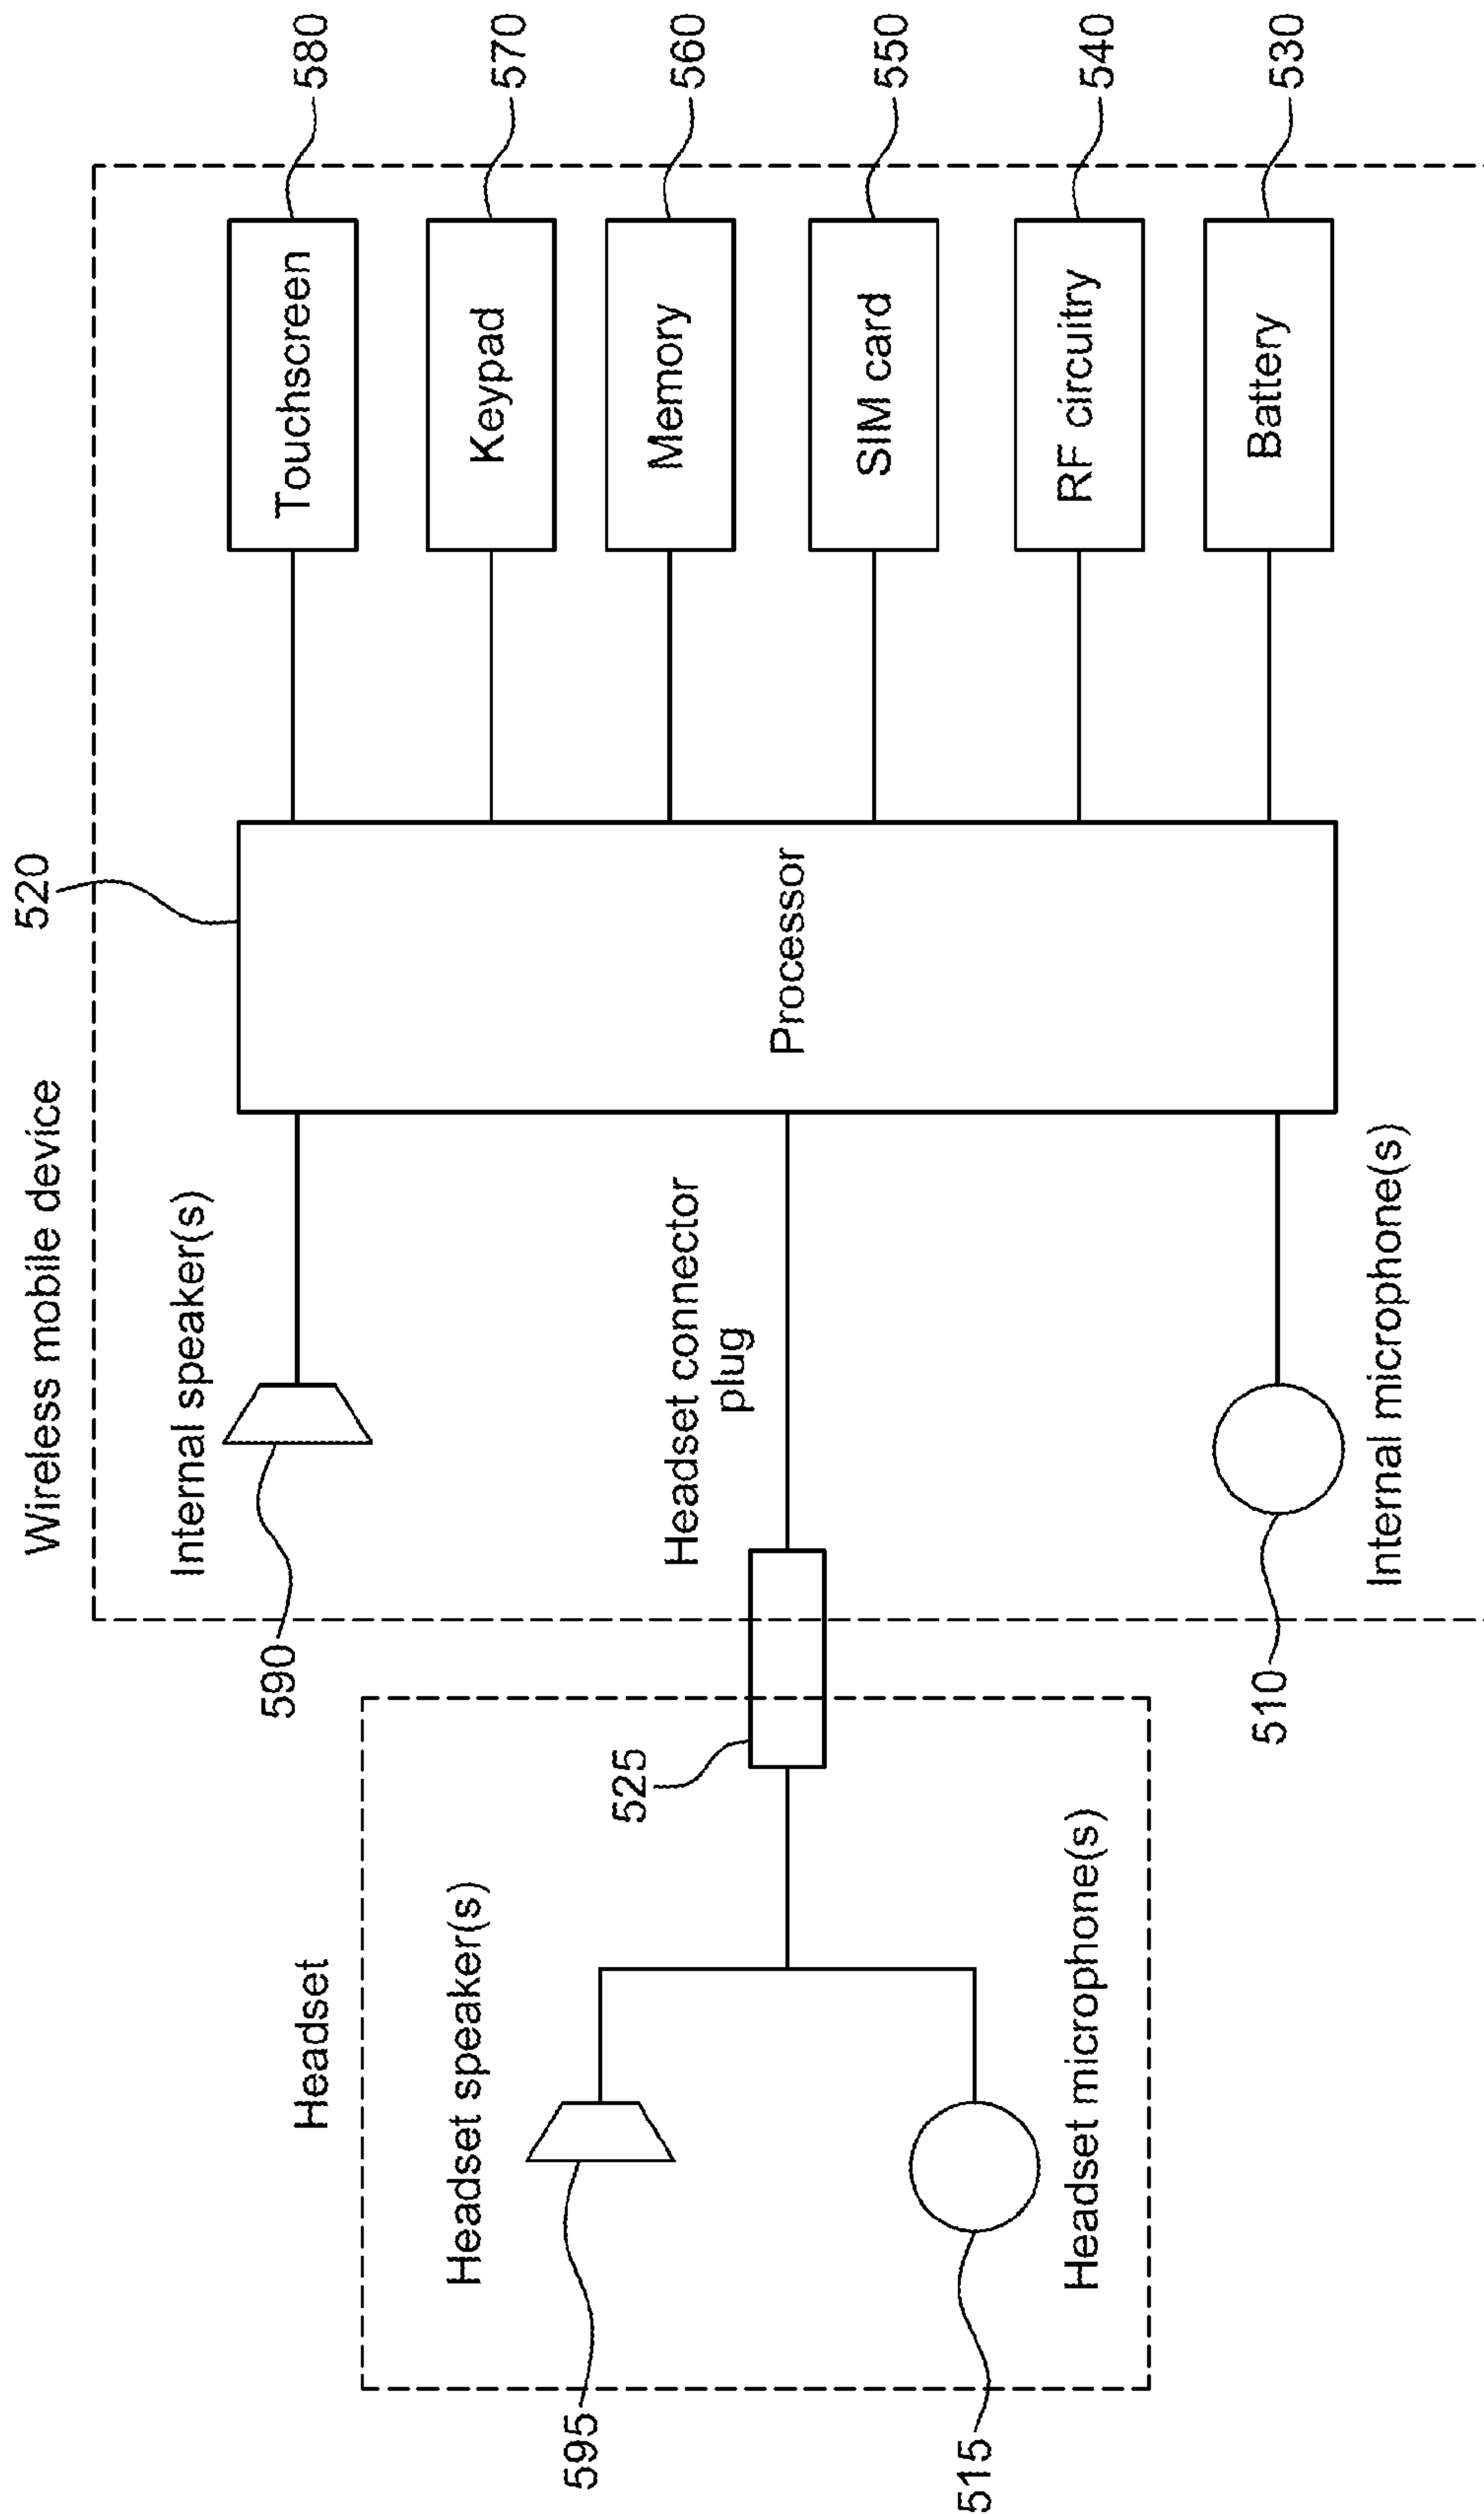 Wireless mobile device
520
Headset
Internal speaker(s)
590
Headset speaker(s)
595
Headset connector
plug
525
Headset microphone(s)
515
Internal microphone(s)
510
Processor
Touchscreen
580
Keypad
570
Memory
560
SIM card
550
RF circuitry
540
Battery
530